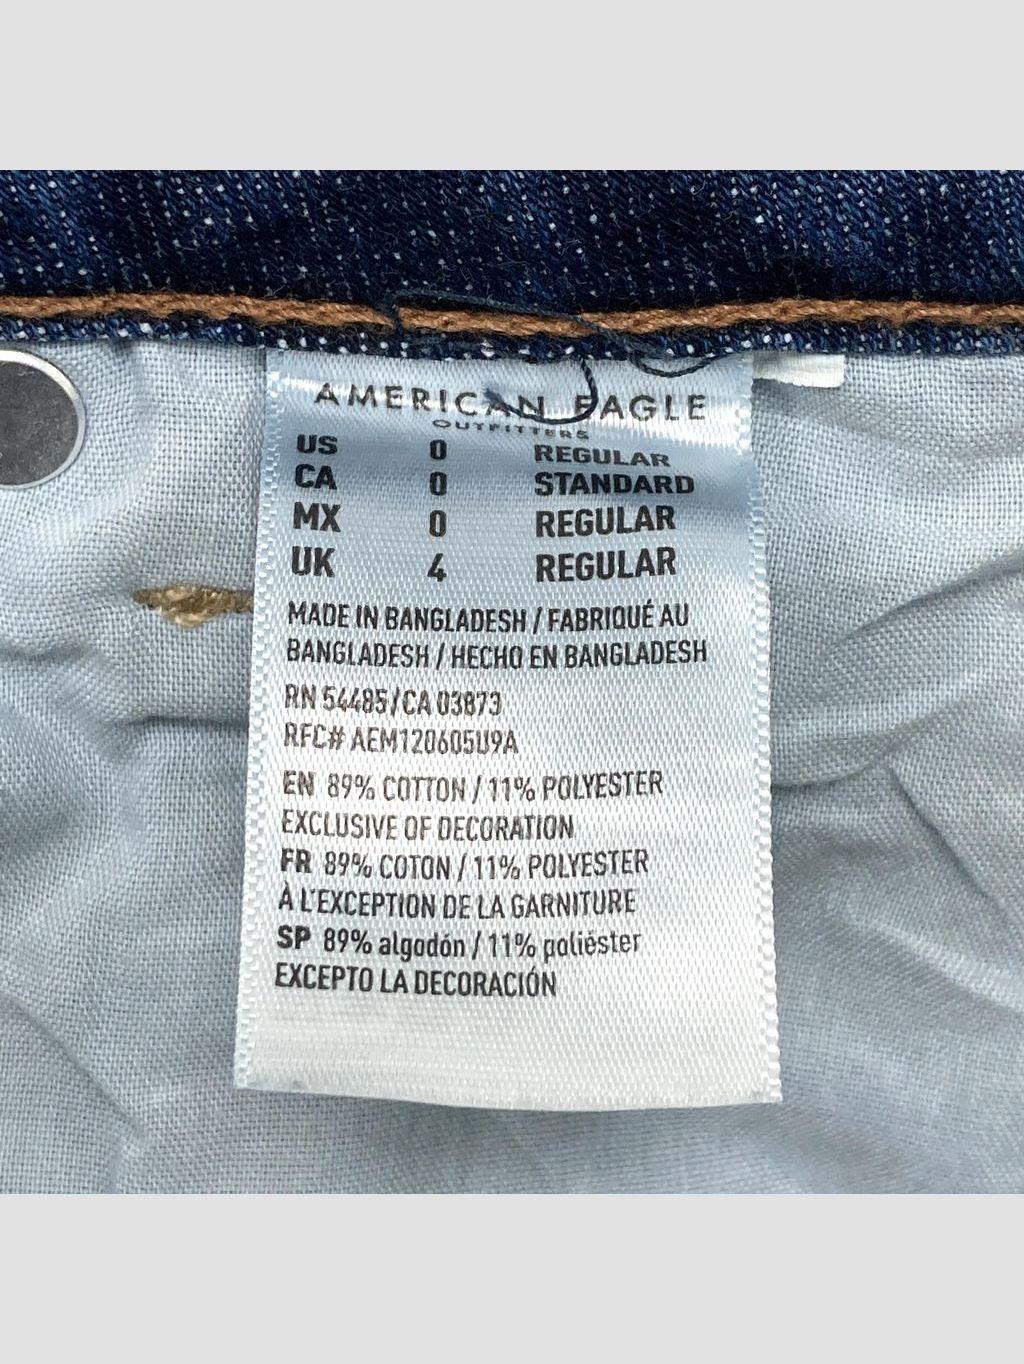 AMERICAN EAGLE
OUTFITTERS
US 0 REGULAR
CA 0 STANDARD
MX 0 REGULAR
UK 4 REGULAR
MADE IN BANGLADESH / FABRIQUÉ AU
BANGLADESH / HECHO EN BANGLADESH
RN 54485/CA 03873
RFC# AEM120605U9A
EN 89% COTTON / 11% POLYESTER
EXCLUSIVE OF DECORATION
FR 89% COTON / 11% POLYESTER
À L'EXCEPTION DE LA GARNITURE
SP 89% algodón / 11% poliéster
EXCEPTO LA DECORACIÓN